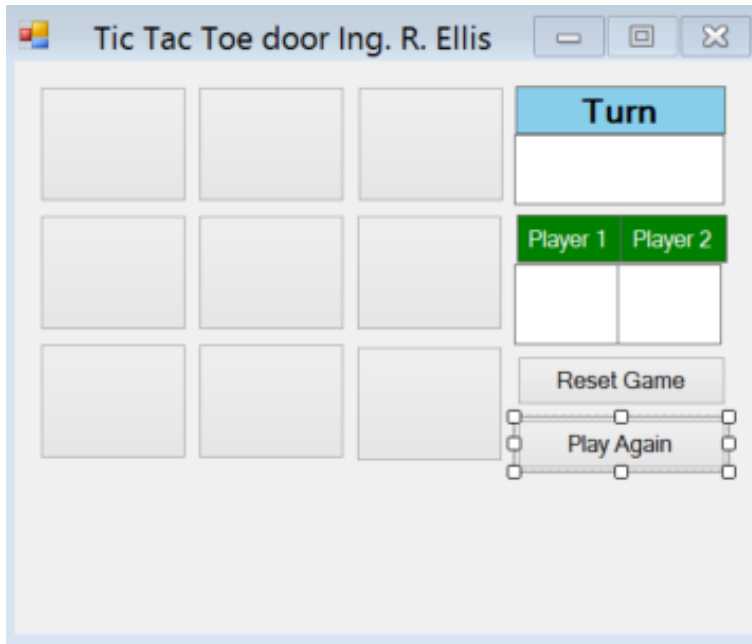 Tic Tac Toe door Ing. R. Ellis
Turn
Player 1 Player 2
Reset Game
Play Again